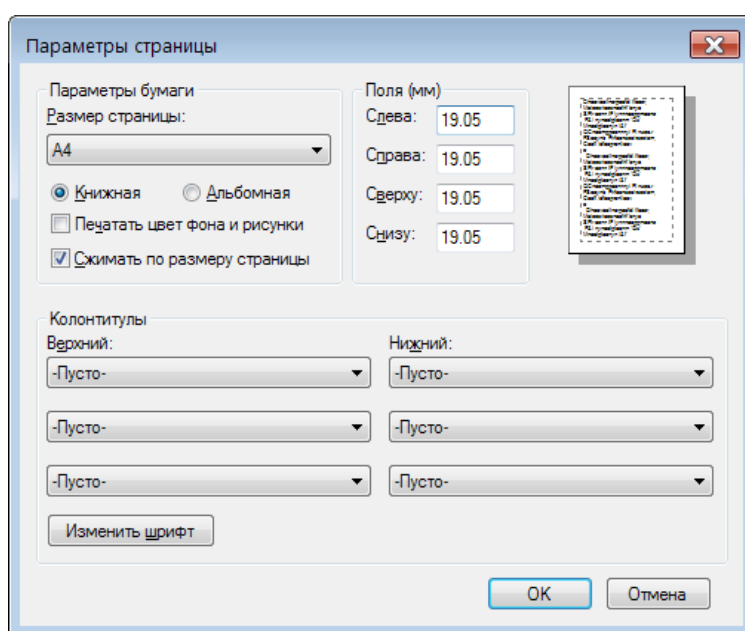 Параметры страницы
Параметры бумаги
Размер страницы:
A4
Книжная Альбомная
Печатать цвет фона и рисунки
Сжимать по размеру страницы
Поля (мм)
Слева: 19.05
Справа: 19.05
Сверху: 19.05
Снизу: 19.05
Колонтитулы
Верхний: Нижний:
-Пусто- -Пусто-
-Пусто- -Пусто-
-Пусто- -Пусто-
Изменить шрифт
OK Отмена